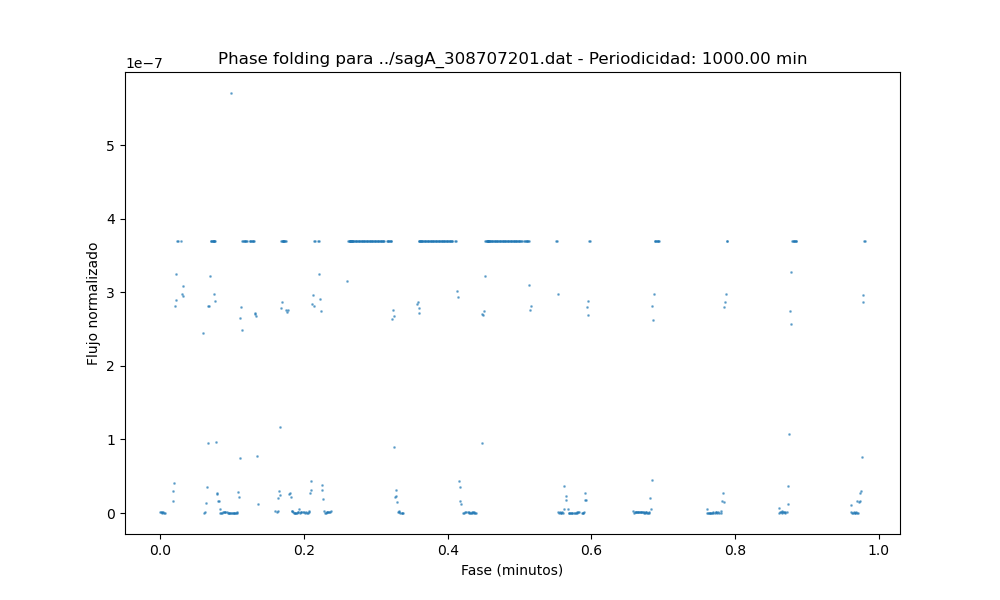 Phase folding para ../sagA_308707201.dat - Periodicidad: 1000.00 min
1e−7
5
4
3
2
1
0
Flujo normalizado
0.0 0.2 0.4 0.6 0.8 1.0
Fase (minutos)